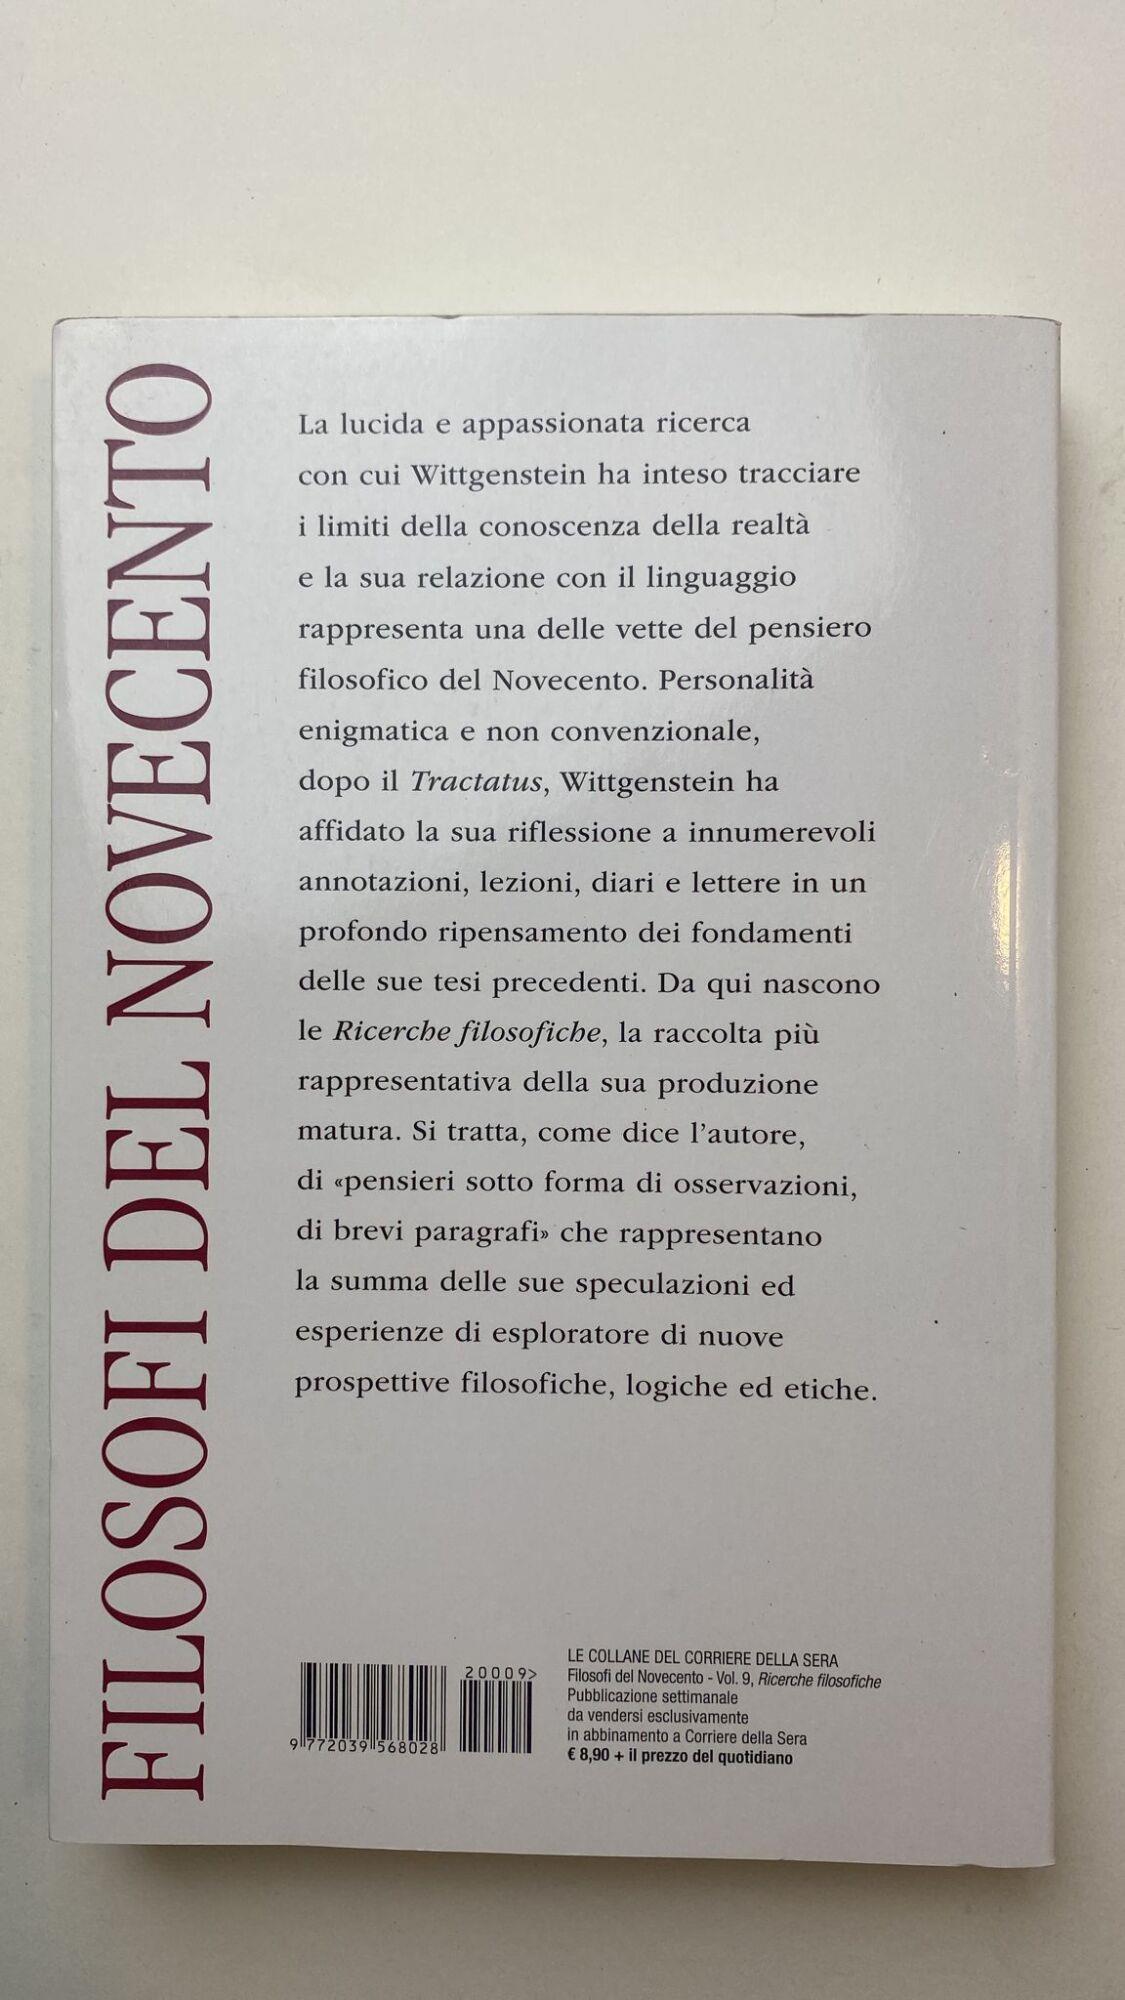 FILOSOFI DEL NOVECENTO
La lucida e appassionata ricerca
con cui Wittgenstein ha inteso tracciare
i limiti della conoscenza della realtà
e la sua relazione con il linguaggio
rappresenta una delle vette del pensiero
filosofico del Novecento. Personalità
enigmatica e non convenzionale,
dopo il Tractatus, Wittgenstein ha
affidato la sua riflessione a innumerevoli
annotazioni, lezioni, diari e lettere in un
profondo ripensamento dei fondamenti
delle sue tesi precedenti. Da qui nascono
le Ricerche filosofiche, la raccolta più
rappresentativa della sua produzione
matura. Si tratta, come dice l'autore,
di «pensieri sotto forma di osservazioni,
di brevi paragrafi» che rappresentano
la summa delle sue speculazioni ed
esperienze di esploratore di nuove
prospettive filosofiche, logiche ed etiche.
20009>
9 772039 568028
LE COLLANE DEL CORRIERE DELLA SERA
Filosofi del Novecento - Vol. 9, Ricerche filosofiche
Pubblicazione settimanale
da vendersi esclusivamente
in abbinamento a Corriere della Sera
€ 8,90 + il prezzo del quotidiano